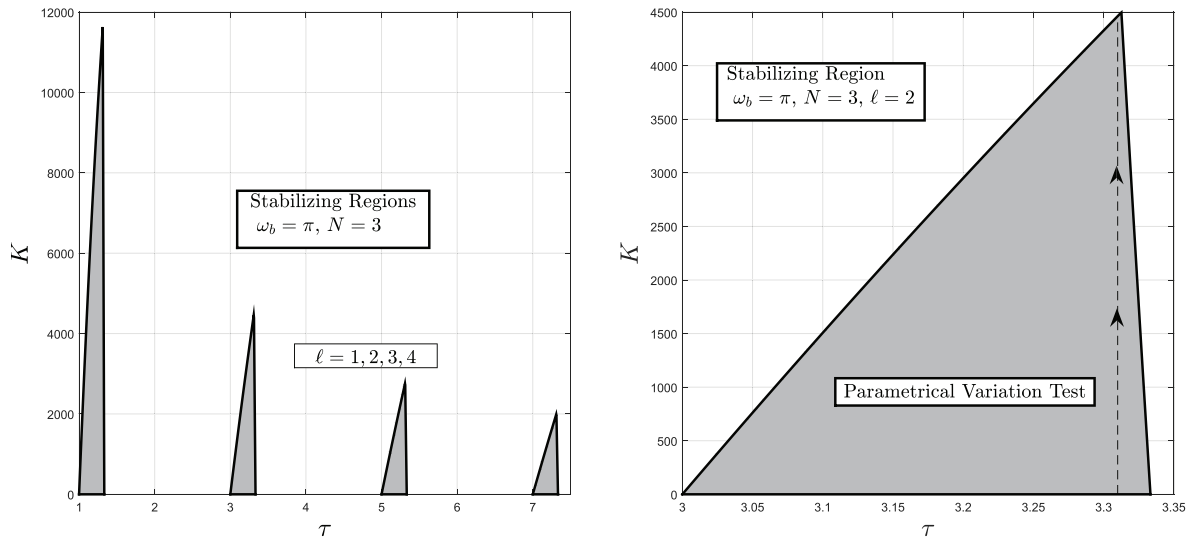 12000
10000
8000
6000
4000
2000
0
K
Stabilizing Regions
ω_b = π, N = 3
ℓ = 1, 2, 3, 4
1 2 3 4 5 6 7
τ
4500
4000
3500
3000
2500
2000
1500
1000
500
0
K
Stabilizing Region
ω_b = π, N = 3, ℓ = 2
Parametrical Variation Test
3 3.05 3.1 3.15 3.2 3.25 3.3 3.35
τ